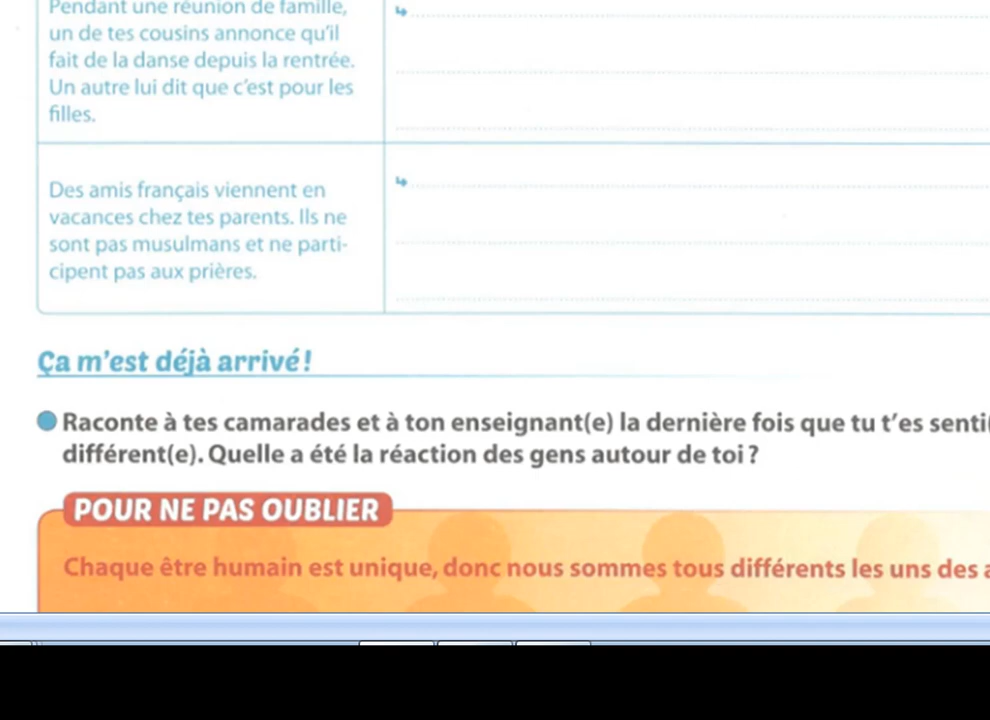 Pendant une réunion de famille,
un de tes cousins annonce qu'il
fait de la danse depuis la rentrée.
Un autre lui dit que c'est pour les
filles.
Des amis français viennent en
vacances chez tes parents. Ils ne
sont pas musulmans et ne parti-
cipent pas aux prières.
Ça m'est déjà arrivé !
Raconte à tes camarades et à ton enseignant(e) la dernière fois que tu t'es senti(
différent(e). Quelle a été la réaction des gens autour de toi ?
POUR NE PAS OUBLIER
Chaque être humain est unique, donc nous sommes tous différents les uns des a